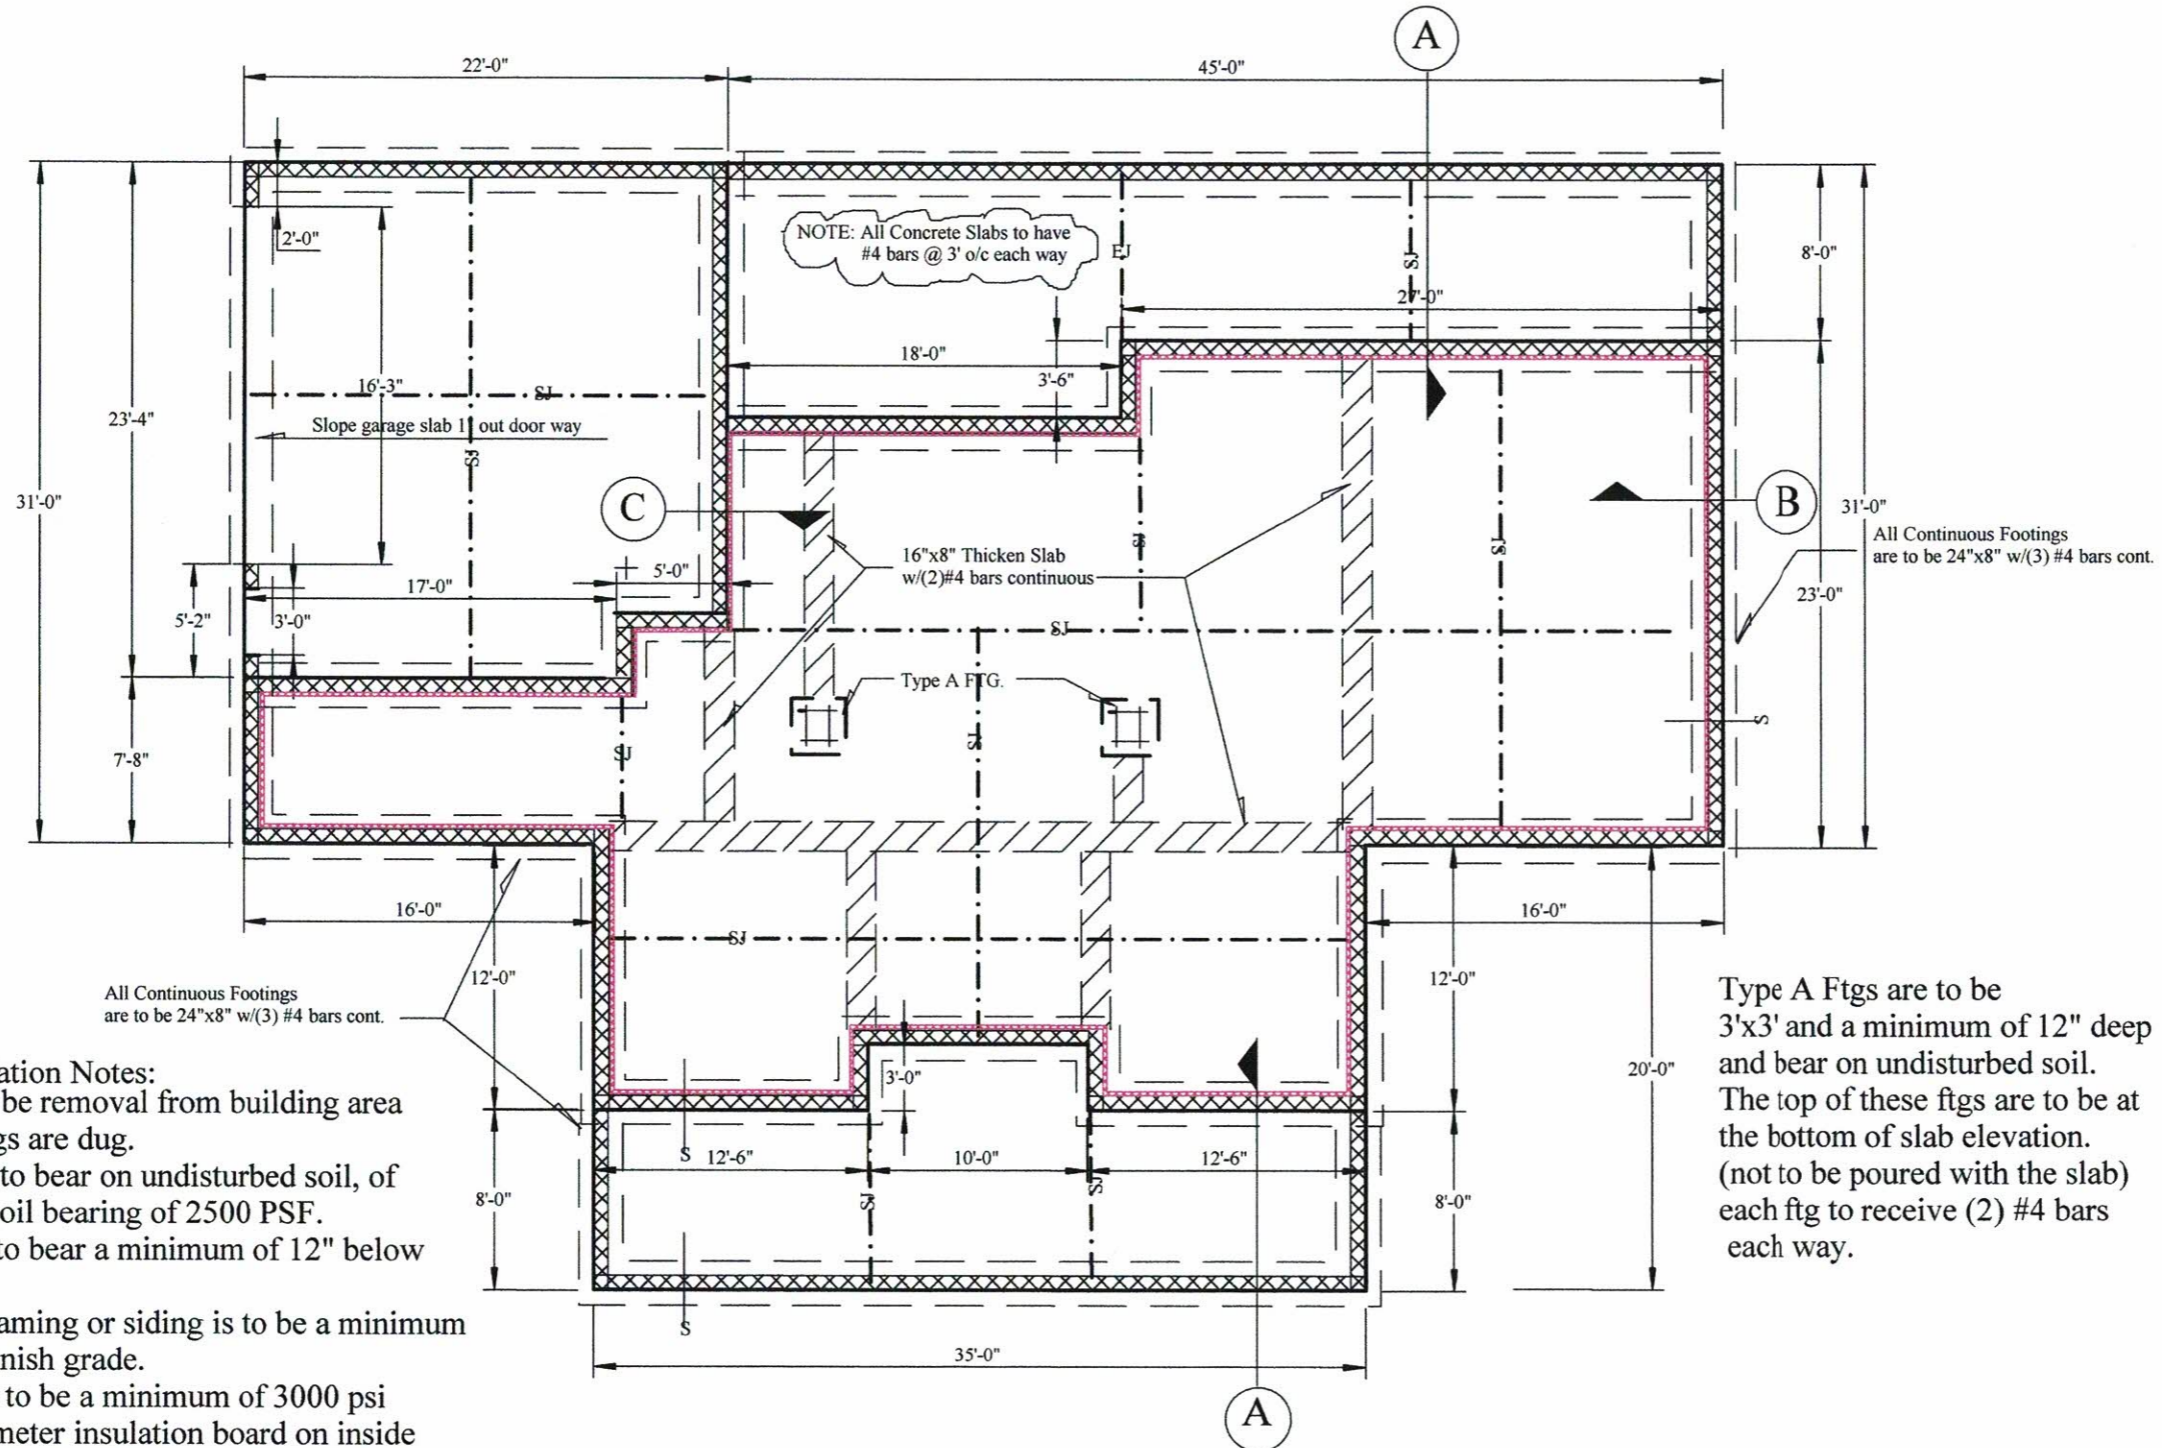 A
22'-0"
45'-0"
2'-0"
NOTE: All Concrete Slabs to have
#4 bars @ 3' o/c each way
EJ
SJ
8'-0"
27'-0"
18'-0"
3'-6"
16'-3"
SJ
23'-4"
Slope garage slab 1" out door way
SJ
31'-0"
C
B
31'-0"
All Continuous Footings
are to be 24"x8" w/(3) #4 bars cont.
SJ
SJ
16"x8" Thicken Slab
w/(2)#4 bars continuous
5'-0"
17'-0"
5'-2"
3'-0"
23'-0"
SJ
Type A FTG.
S
7'-8"
SJ
SJ
16'-0"
16'-0"
SJ
12'-0"
12'-0"
All Continuous Footings
are to be 24"x8" w/(3) #4 bars cont.
Type A Ftgs are to be
3'x3' and a minimum of 12" deep
and bear on undisturbed soil.
The top of these ftgs are to be at
the bottom of slab elevation.
(not to be poured with the slab)
each ftg to receive (2) #4 bars
each way.
3'-0"
20'-0"
ation Notes:
be removal from building area
gs are dug.
to bear on undisturbed soil, of
oil bearing of 2500 PSF.
to bear a minimum of 12" below
aming or siding is to be a minimum
nish grade.
to be a minimum of 3000 psi
meter insulation board on inside
S
12'-6"
10'-0"
12'-6"
SJ
SJ
8'-0"
8'-0"
S
35'-0"
A